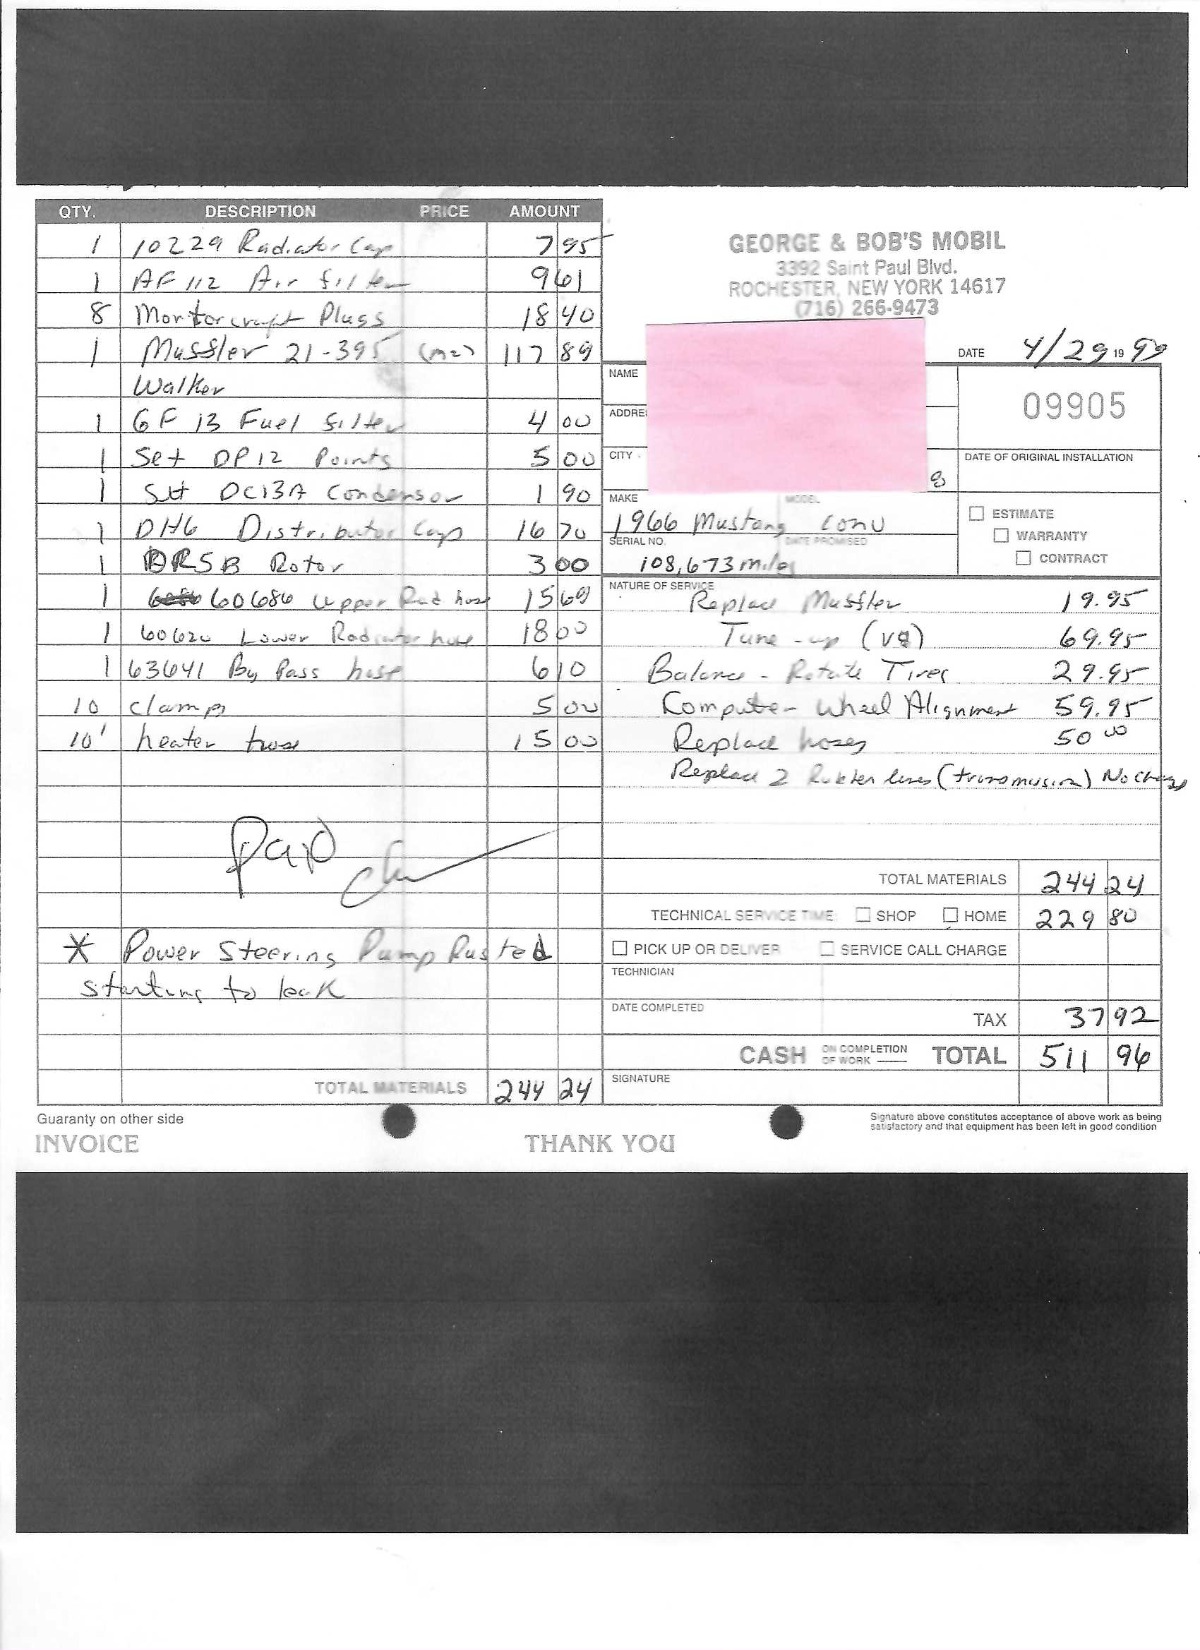 QTY. DESCRIPTION PRICE AMOUNT
1 10229 Radiator Cap 7 95
1 AF 112 Air filter 9 61
8 Mortorcraft Plugs 18 40
1 Muffler 21-395 117 89
Walker
1 GF 13 Fuel filter 4 00
1 Set DP12 Points 5 00
1 DC13A Condensor 1 90
1 DH6 Distributor Cap 16 70
1 DR5B Rotor 3 00
1 60686 Upper Rad hose 15 69
1 60620 Lower Radiator hose 18 00
1 63641 By Pass hose 6 10
10 clamps 5 00
10' heater hose 15 00
Paid
* Power Steering Pump Rusted
starting to leak
TOTAL MATERIALS 244 24
Guaranty on other side
INVOICE
THANK YOU
GEORGE & BOB'S MOBIL
3392 Saint Paul Blvd.
ROCHESTER, NEW YORK 14617
(716) 266-9473
DATE 4/29 19 99
NAME
ADDRE
CITY
8
09905
DATE OF ORIGINAL INSTALLATION
MAKE MODEL
1966 Mustang Conv
SERIAL NO. DATE PROMISED
108,673 miles
ESTIMATE
WARRANTY
CONTRACT
NATURE OF SERVICE
Replace Muffler 19.95
Tune-up (V8) 69.95
Balance - Rotate Tires 29.95
Computer Wheel Alignment 59.95
Replace hoses 50 00
Replace 2 Rubber lines (transmission) No Charge
TOTAL MATERIALS 244 24
TECHNICAL SERVICE TIME SHOP HOME 229 80
PICK UP OR DELIVER SERVICE CALL CHARGE
TECHNICIAN
DATE COMPLETED
TAX 37 92
CASH ON COMPLETION OF WORK TOTAL 511 96
SIGNATURE
Signature above constitutes acceptance of above work as being
satisfactory and that equipment has been left in good condition